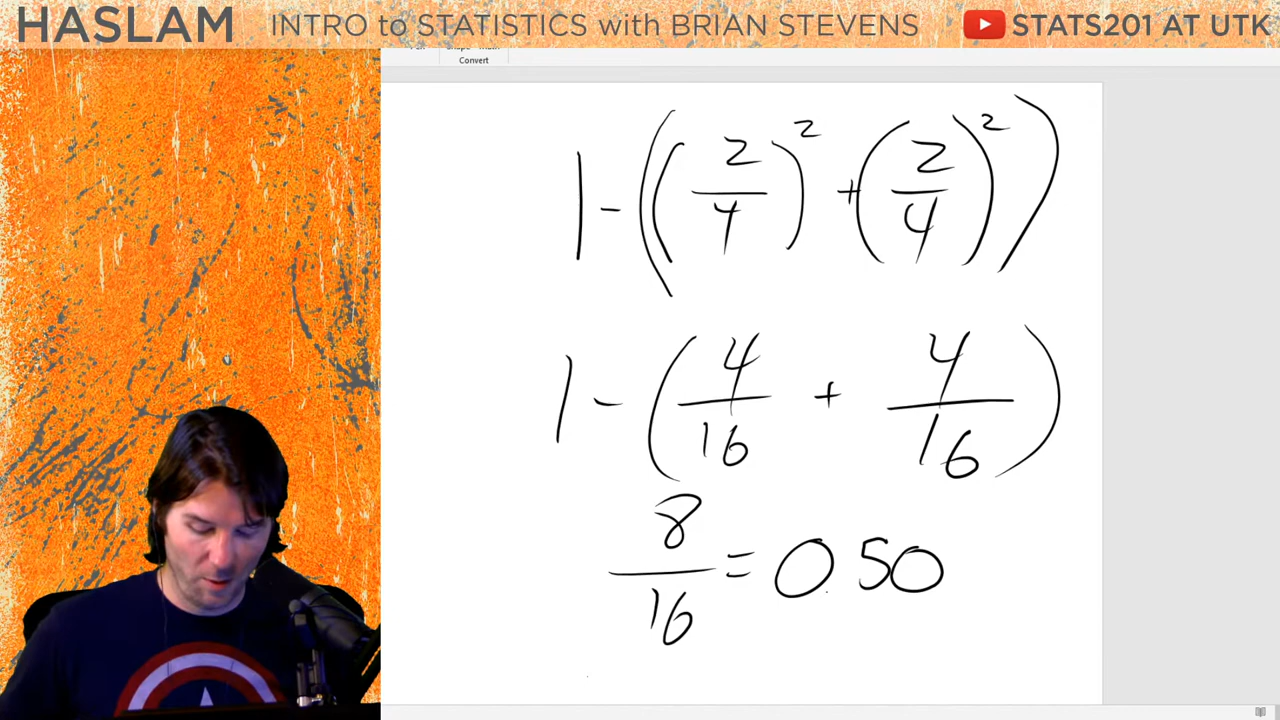 HASLAM INTRO to STATISTICS with BRIAN STEVENS STATS201 AT UTK
Convert
1 - ((2/4)² + (2/4)²)
1 - (4/16 + 4/16)
8/16 = 0.50